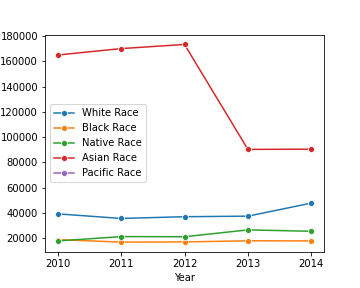 180000
160000
140000
120000
100000
80000
60000
40000
20000
White Race
Black Race
Native Race
Asian Race
Pacific Race
2010 2011 2012 2013 2014
Year